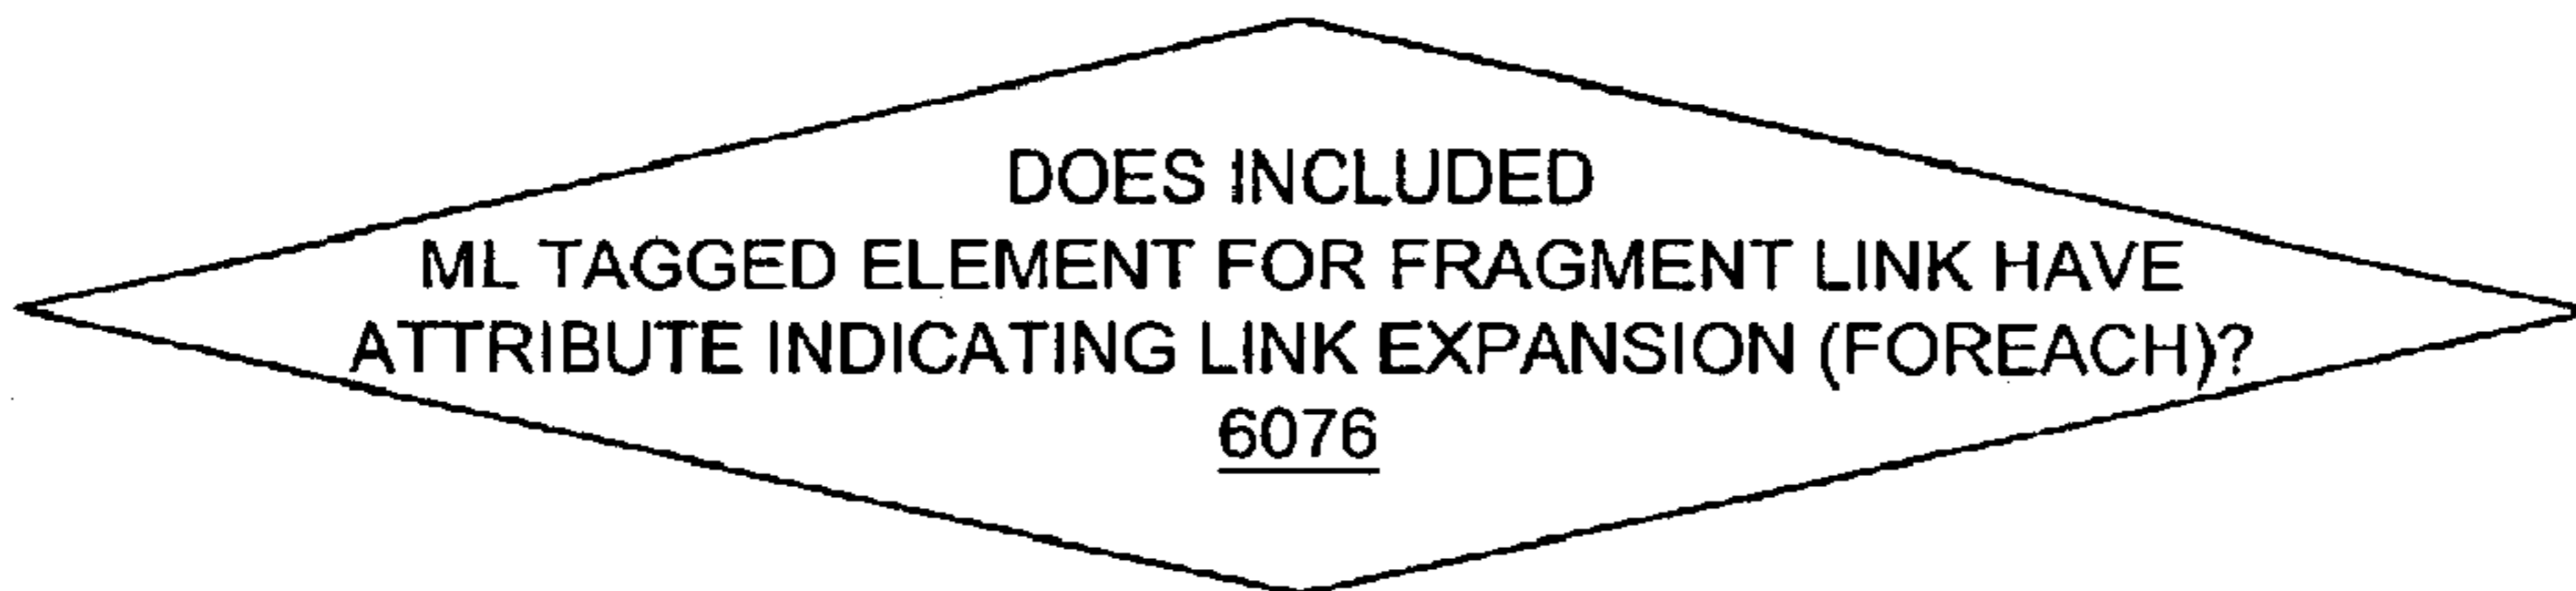 DOES INCLUDED
ML TAGGED ELEMENT FOR FRAGMENT LINK HAVE
ATTRIBUTE INDICATING LINK EXPANSION (FOREACH)?
6076